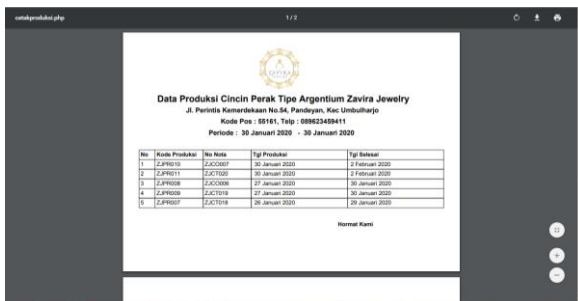 cetakproduksi.php
1 / 2
ZAVIRA
Data Produksi Cincin Perak Tipe Argentium Zavira Jewelry
Jl. Perintis Kemerdekaan No.54, Pandeyan, Kec Umbulharjo
Kode Pos : 55161, Telp : 089623459411
Periode : 30 Januari 2020 - 30 Januari 2020
No Kode Produksi No Nota Tgl Produksi Tgl Selesai
1 ZJPR010 ZJCO007 30 Januari 2020 2 Februari 2020
2 ZJPR011 ZJCT020 30 Januari 2020 2 Februari 2020
3 ZJPR008 ZJCO006 27 Januari 2020 30 Januari 2020
4 ZJPR009 ZJCT019 27 Januari 2020 30 Januari 2020
5 ZJPR007 ZJCT018 26 Januari 2020 29 Januari 2020
Hormat Kami